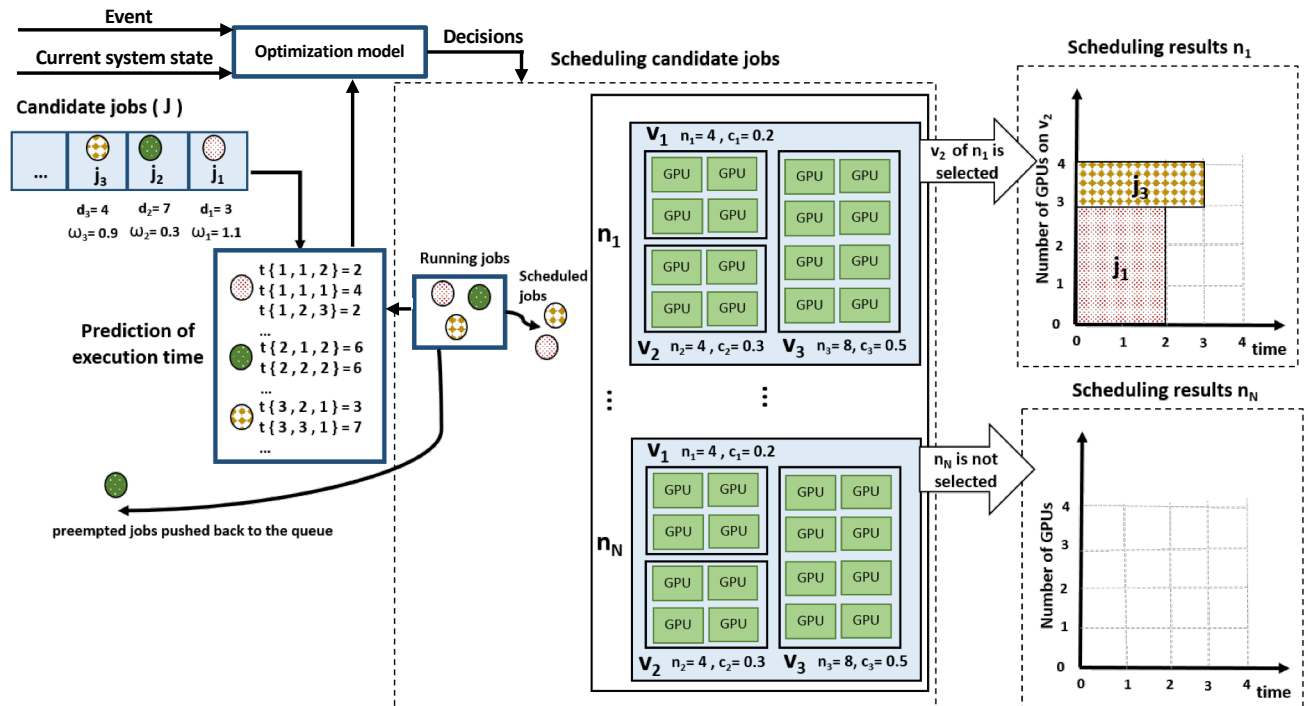 Event
Current system state
Optimization model
Decisions
Candidate jobs ( J )
... j3 j2 j1
d3= 4 d2= 7 d1= 3
ω3= 0.9 ω2= 0.3 ω1= 1.1
Prediction of
execution time
t { 1 , 1 , 2 } = 2
t { 1 , 1 , 1 } = 4
t { 1 , 2 , 3 } = 2
...
t { 2 , 1 , 2 } = 6
t { 2 , 2 , 2 } = 6
...
t { 3 , 2 , 1 } = 3
t { 3 , 3 , 1 } = 7
...
Running jobs
Scheduled
jobs
preempted jobs pushed back to the queue
Scheduling candidate jobs
n1
V1 n1= 4 , c1= 0.2
GPU GPU GPU GPU
GPU GPU GPU GPU
GPU GPU GPU GPU
GPU GPU GPU GPU
V2 n2= 4 , c2= 0.3 V3 n3= 8, c3= 0.5
... ...
nN
V1 n1= 4 , c1= 0.2
GPU GPU GPU GPU
GPU GPU GPU GPU
GPU GPU GPU GPU
GPU GPU GPU GPU
V2 n2= 4 , c2= 0.3 V3 n3= 8, c3= 0.5
v2 of n1 is
selected
nN is not
selected
Scheduling results n1
Number of GPUs on v2
4
3
2
1
0
j3
j1
0 1 2 3 4
time
Scheduling results nN
Number of GPUs
4
3
2
1
0
0 1 2 3 4
time